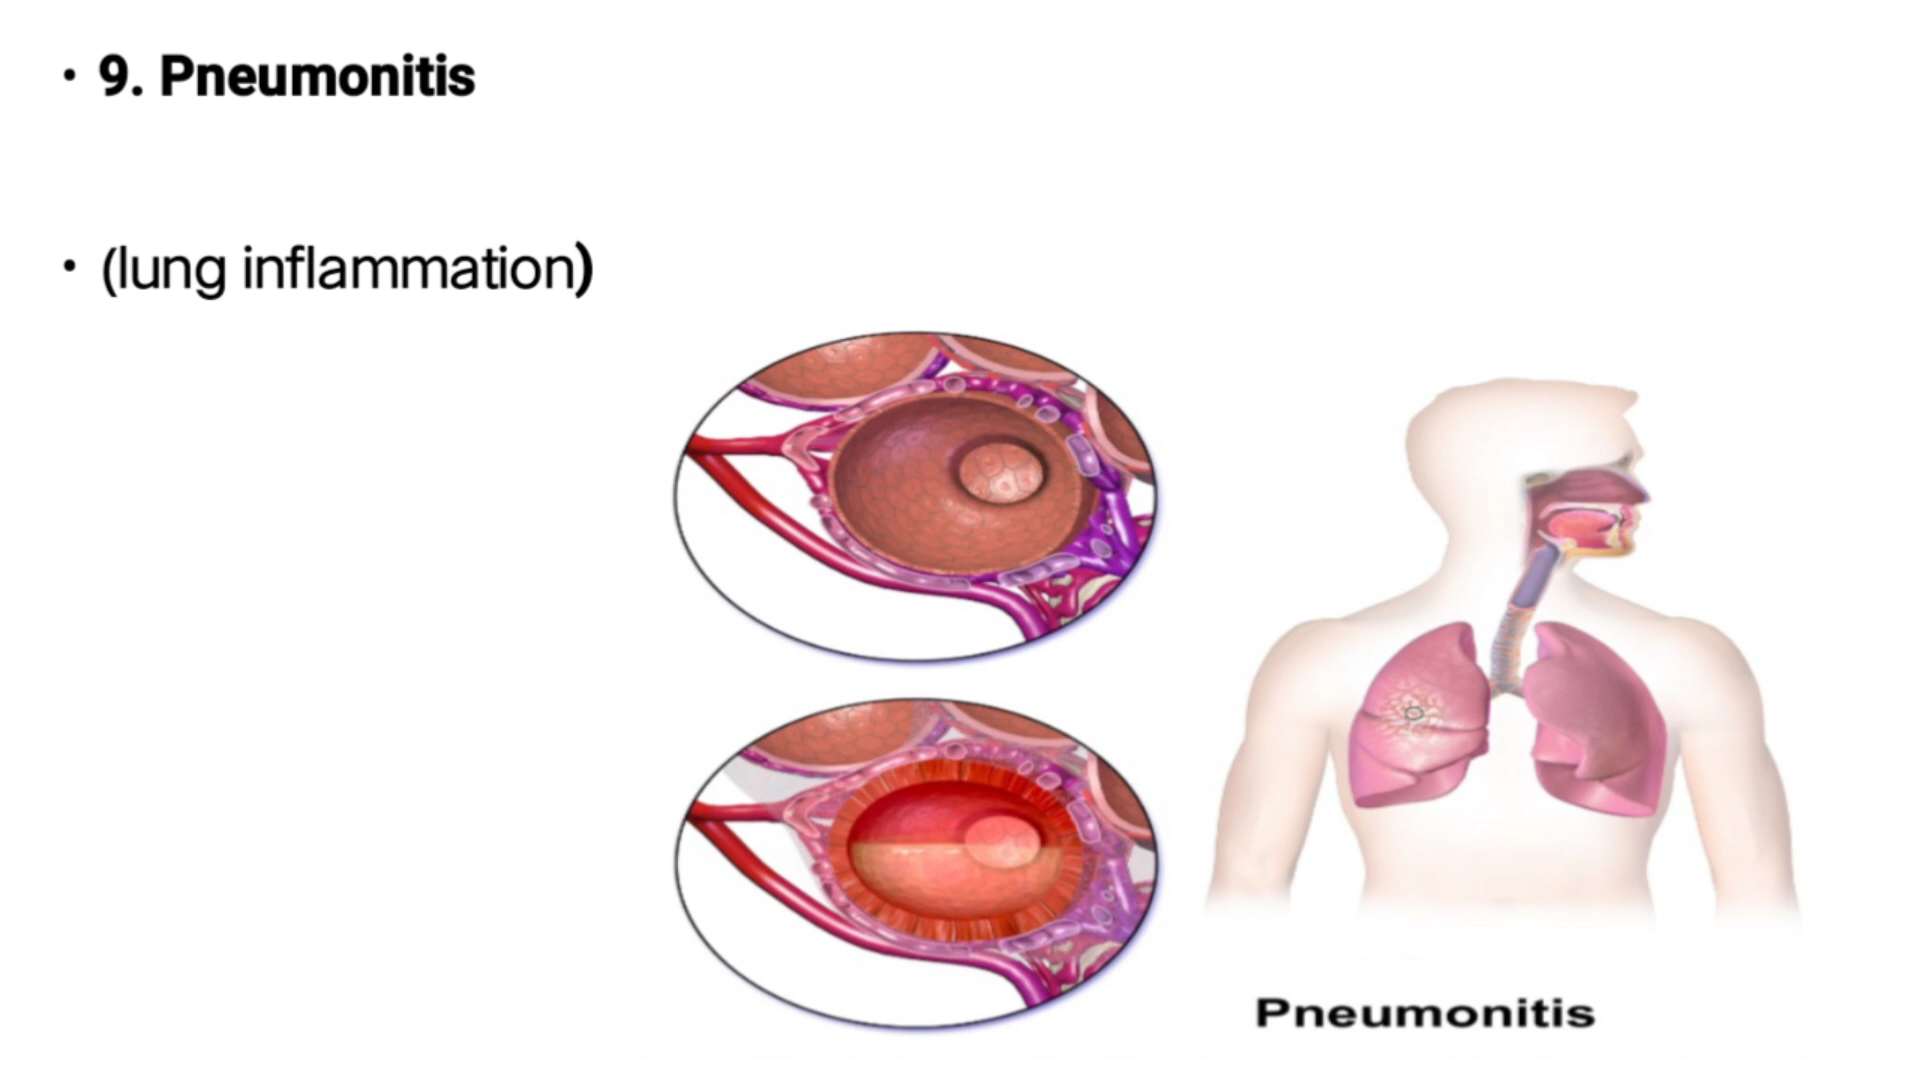 • 9. Pneumonitis
• (lung inflammation)
Pneumonitis